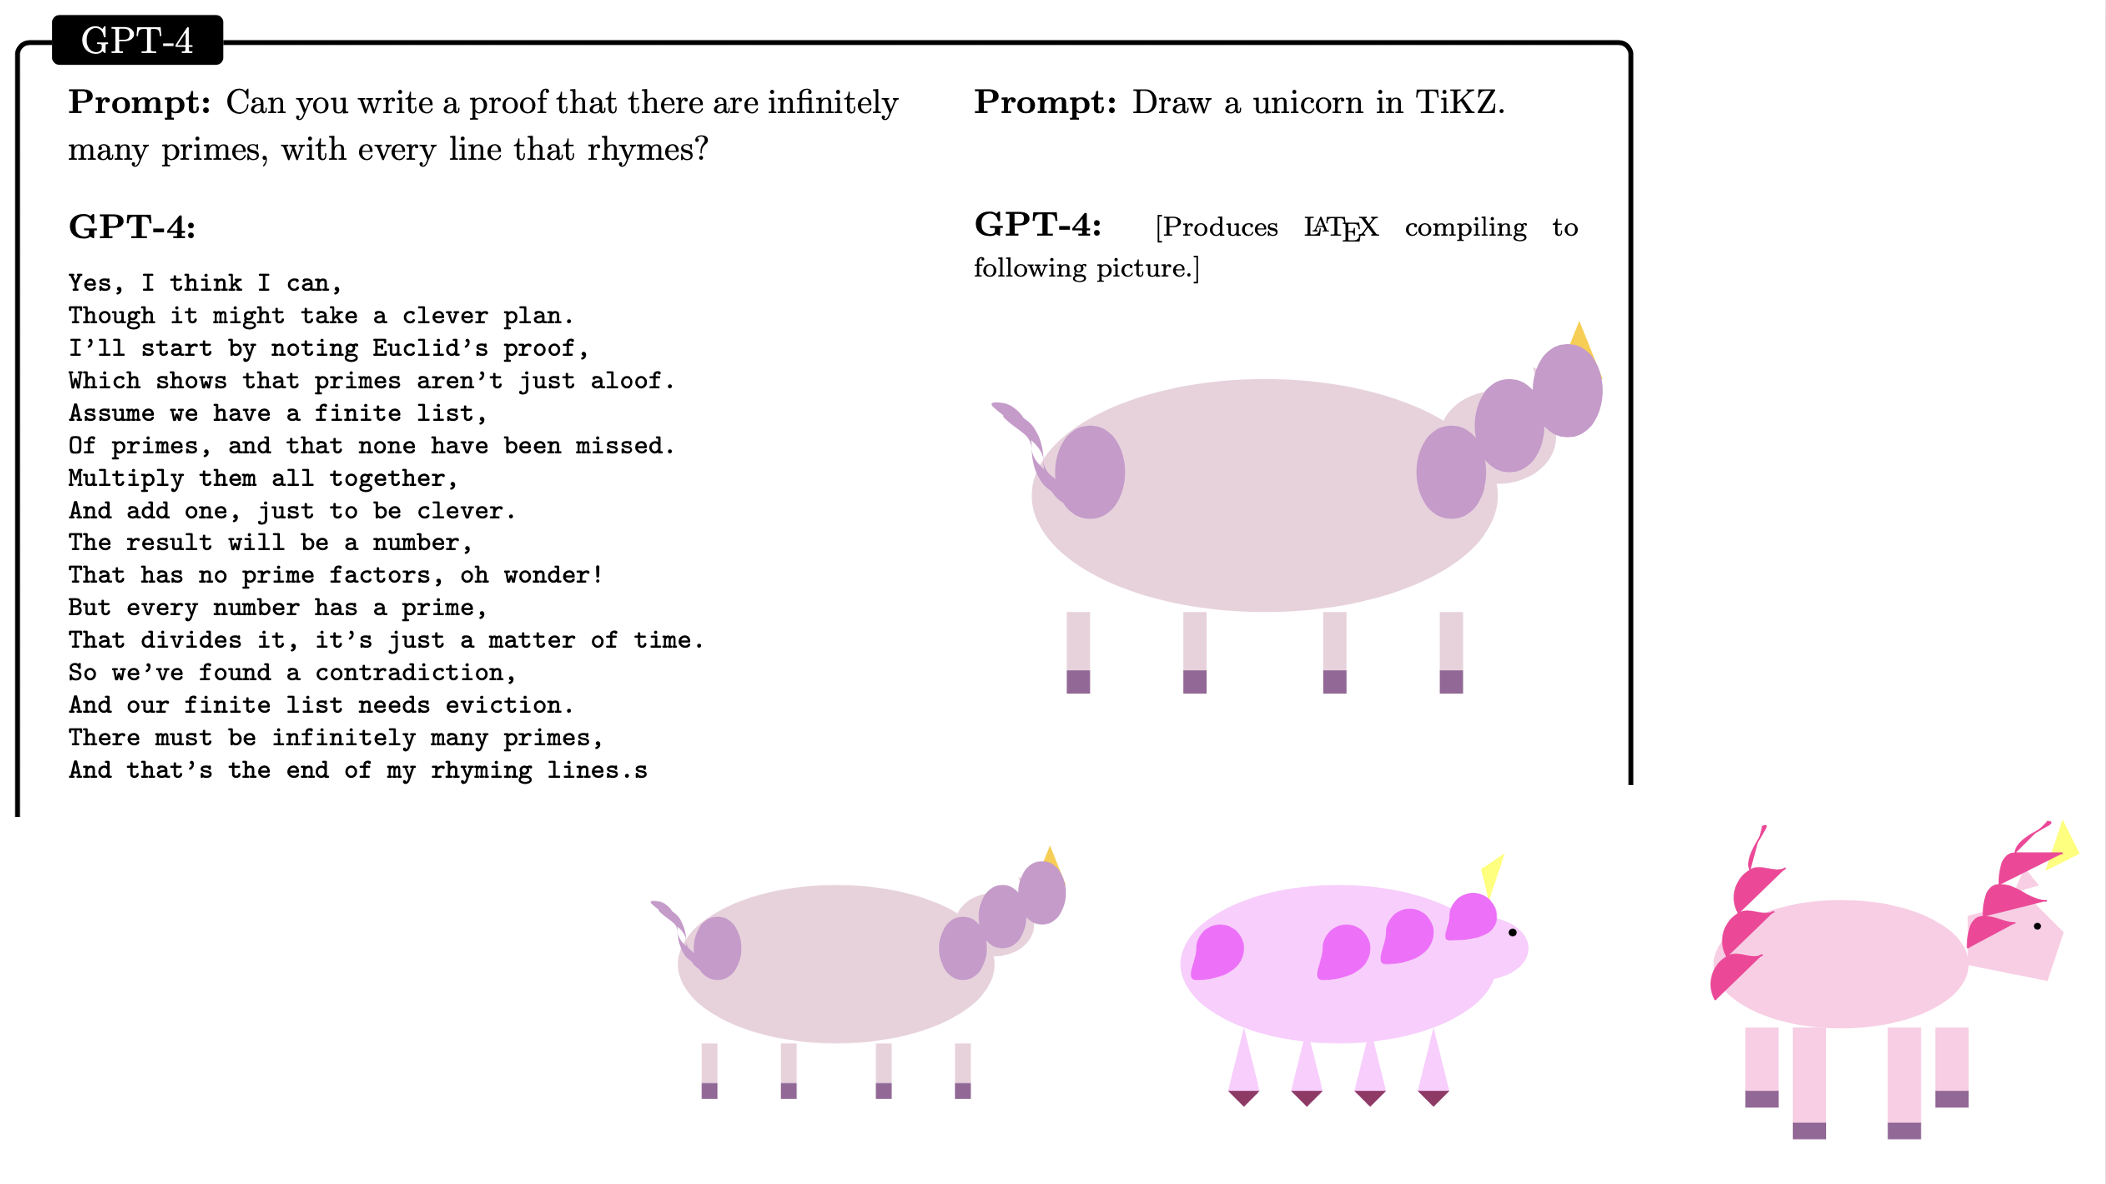 GPT-4
Prompt: Can you write a proof that there are infinitely
many primes, with every line that rhymes?
GPT-4:
Yes, I think I can,
Though it might take a clever plan.
I'll start by noting Euclid's proof,
Which shows that primes aren't just aloof.
Assume we have a finite list,
Of primes, and that none have been missed.
Multiply them all together,
And add one, just to be clever.
The result will be a number,
That has no prime factors, oh wonder!
But every number has a prime,
That divides it, it's just a matter of time.
So we've found a contradiction,
And our finite list needs eviction.
There must be infinitely many primes,
And that's the end of my rhyming lines.s
Prompt: Draw a unicorn in TiKZ.
GPT-4: [Produces LATEX compiling to
following picture.]